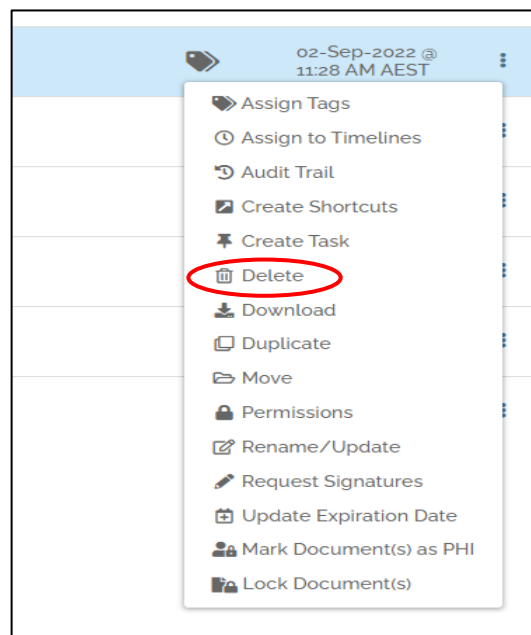 02-Sep-2022 @
11:28 AM AEST
Assign Tags
Assign to Timelines
Audit Trail
Create Shortcuts
Create Task
Delete
Download
Duplicate
Move
Permissions
Rename/Update
Request Signatures
Update Expiration Date
Mark Document(s) as PHI
Lock Document(s)